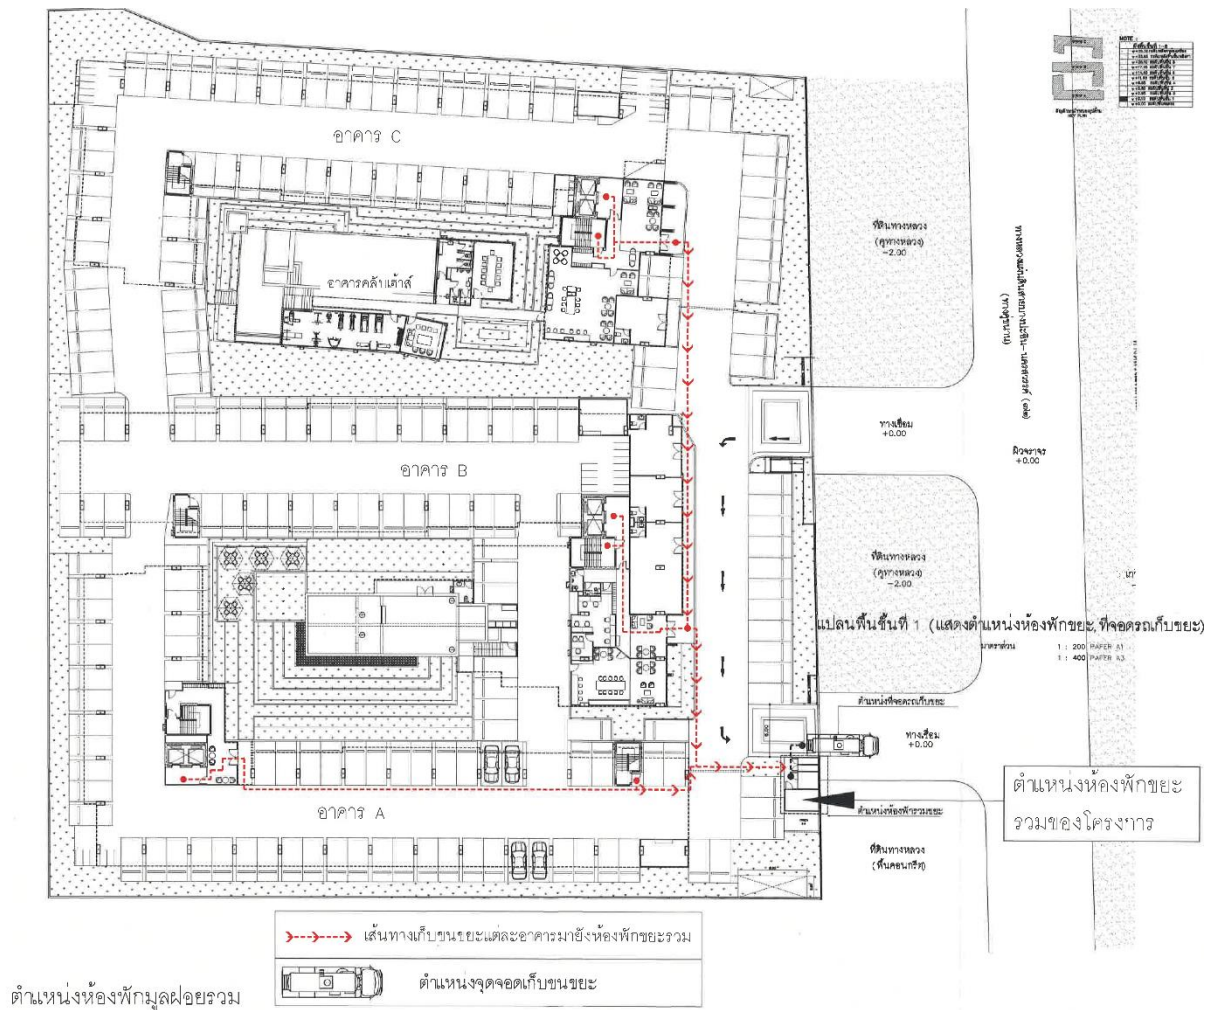 NOTE :
KEY PLAN
อาคาร C
อาคารคลับเฮ้าส์
ที่ดินทางหลวง
(คูทางหลวง)
-2.00
ทางเชื่อม
+0.00
ผิวจราจร
+0.00
อาคาร B
ที่ดินทางหลวง
(คูทางหลวง)
-2.00
แปลนพื้นชั้นที่ 1 (แสดงตำแหน่งห้องพักขยะ,ที่จอดรถเก็บขยะ)
มาตราส่วน 1 : 200 PAPER A1
1 : 400 PAPER A3
ตำแหน่งที่จอดรถเก็บขยะ
6.00
ทางเชื่อม
+0.00
อาคาร A
ตำแหน่งห้องพักรวมขยะ
ตำแหน่งห้องพักขยะ
รวมของโครงการ
ที่ดินทางหลวง
(พื้นคอนกรีต)
เส้นทางเก็บขนขยะแต่ละอาคารมายังห้องพักขยะรวม
ตำแหน่งจุดจอดเก็บขนขยะ
ตำแหน่งห้องพักมูลฝอยรวม